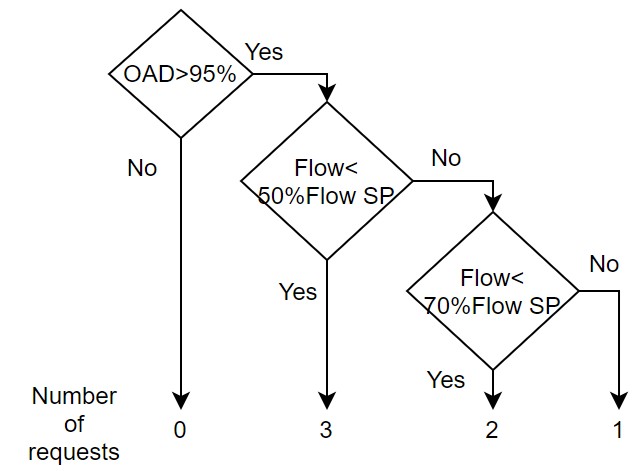 Yes
OAD>95%
No
No
Flow<
50%Flow SP
No
Flow<
70%Flow SP
Yes
Yes
Number
of
requests
0
3
2
1